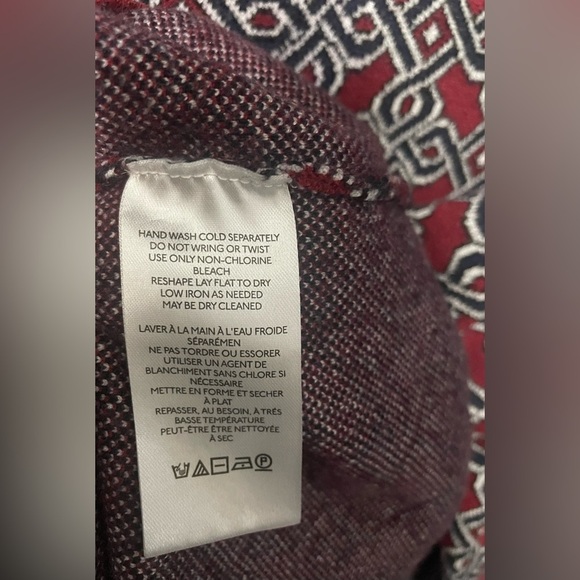 HAND WASH COLD SEPARATELY
DO NOT WRING OR TWIST
USE ONLY NON-CHLORINE
BLEACH
RESHAPE LAY FLAT TO DRY
LOW IRON AS NEEDED
MAY BE DRY CLEANED
LAVER À LA MAIN À L'EAU FROIDE
SÉPARÉMEN
NE PAS TORDRE OU ESSORER
UTILISER UN AGENT DE
BLANCHIMENT SANS CHLORE SI
NÉCESSAIRE
METTRE EN FORME ET SECHER
À PLAT
REPASSER, AU BESOIN, À TRÉS
BASSE TEMPÉRATURE
PEUT-ÊTRE ÊTRE NETTOYÉE
À SEC
P